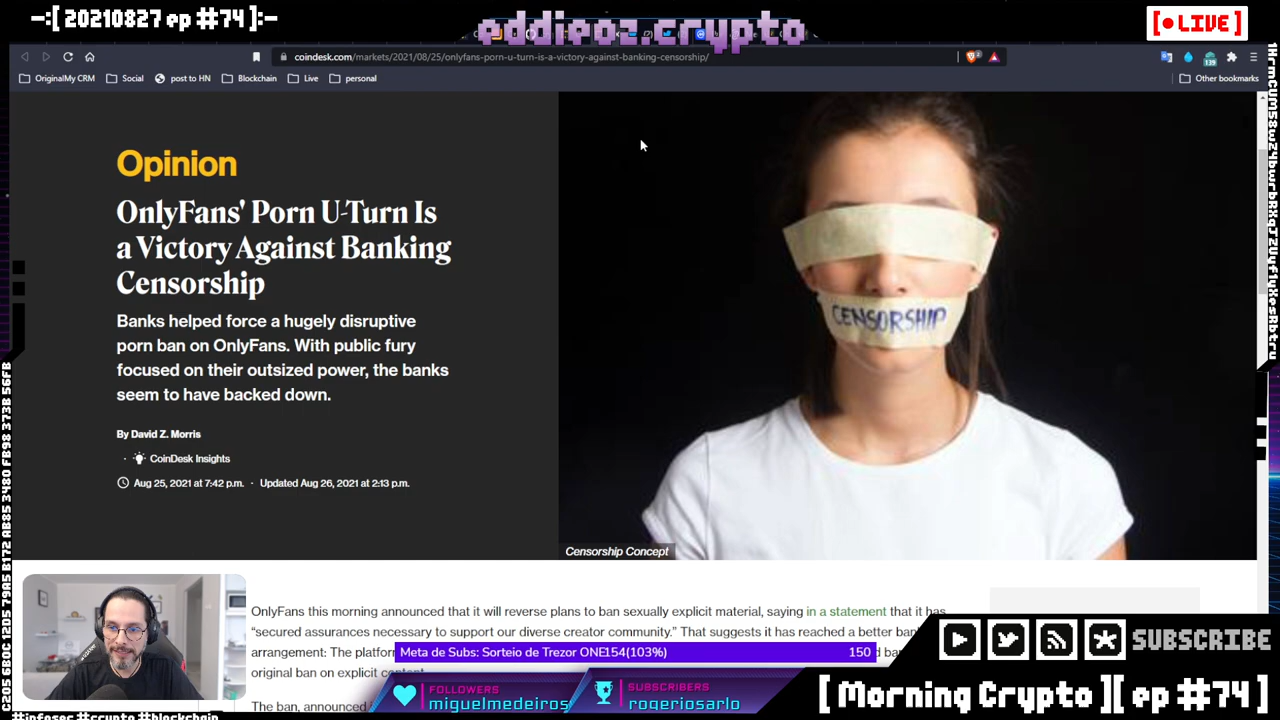 -:[ 20210827 ep #74 ]:-
eddieoz.crypto
[ LIVE ]
coindesk.com/markets/2021/08/25/onlyfans-porn-u-turn-is-a-victory-against-banking-censorship/
OriginalMy CRM
Social
post to HN
Blockchain
Live
personal
139
Other bookmarks
Opinion
OnlyFans' Porn U-Turn Is
a Victory Against Banking
Censorship
Banks helped force a hugely disruptive
porn ban on OnlyFans. With public fury
focused on their outsized power, the banks
seem to have backed down.
By David Z. Morris
· CoinDesk Insights
Aug 25, 2021 at 7:42 p.m. · Updated Aug 26, 2021 at 2:13 p.m.
CENSORSHIP
Censorship Concept
OnlyFans this morning announced that it will reverse plans to ban sexually explicit material, saying in a statement that it has
"secured assurances necessary to support our diverse creator community." That suggests it has reached a better
arrangement: The platfor
original ban on explicit
The ban, announced
Meta de Subs: Sorteio de Trezor ONE154(103%)
150
FOLLOWERS
miguelmedeiros
SUBSCRIBERS
rogeriosarlo
SUBSCRIBE
[ Morning Crypto ][ ep #74 ]
#infosec #crypto #blockchain